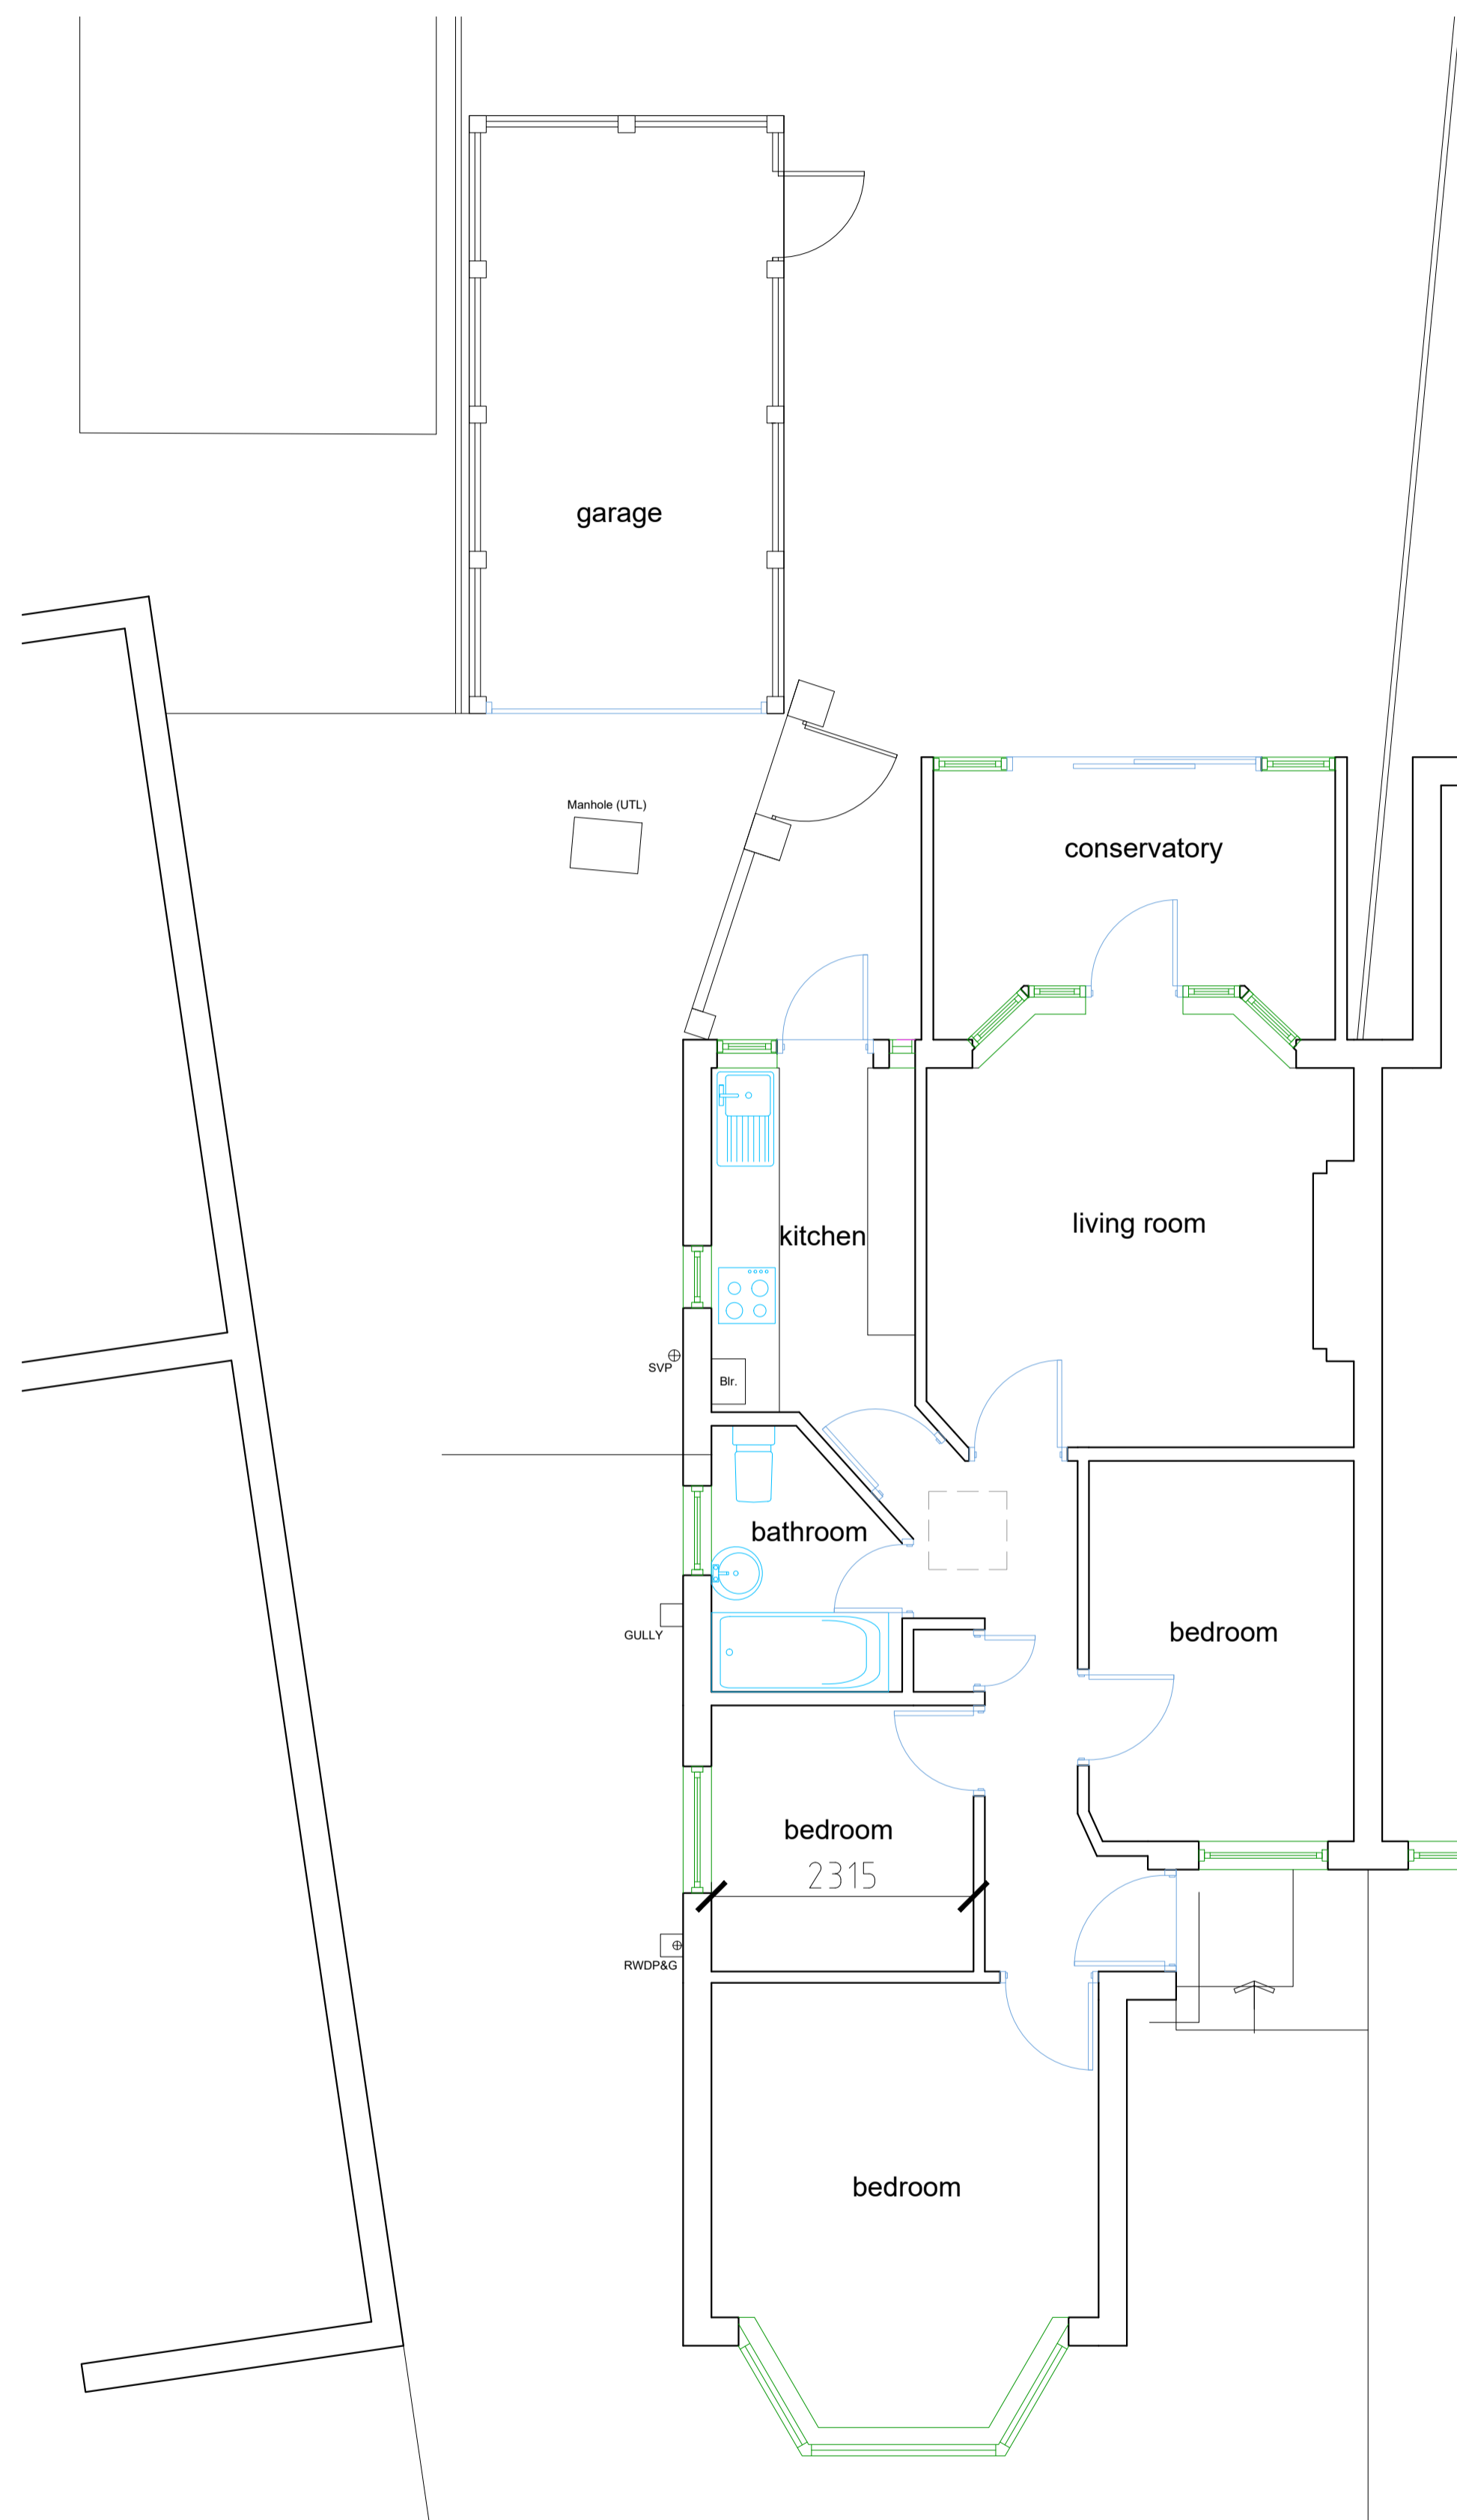 garage
Manhole (UTL)
conservatory
living room
kitchen
SVP
Blr.
bathroom
GULLY
bedroom
bedroom
2315
RWDP&G
bedroom